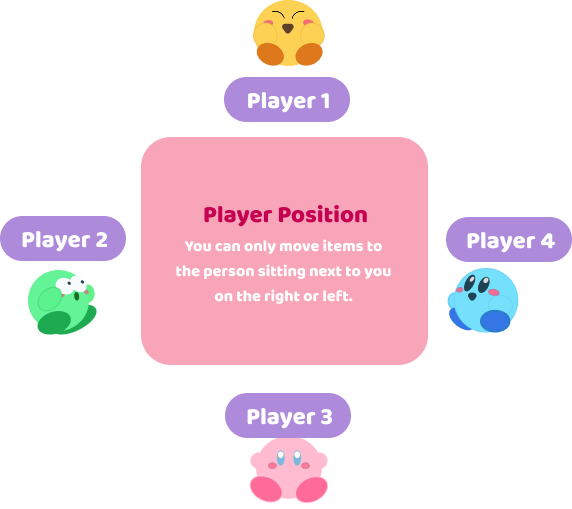 Player 1
Player Position
You can only move items to
the person sitting next to you
on the right or left.
Player 2
Player 4
Player 3